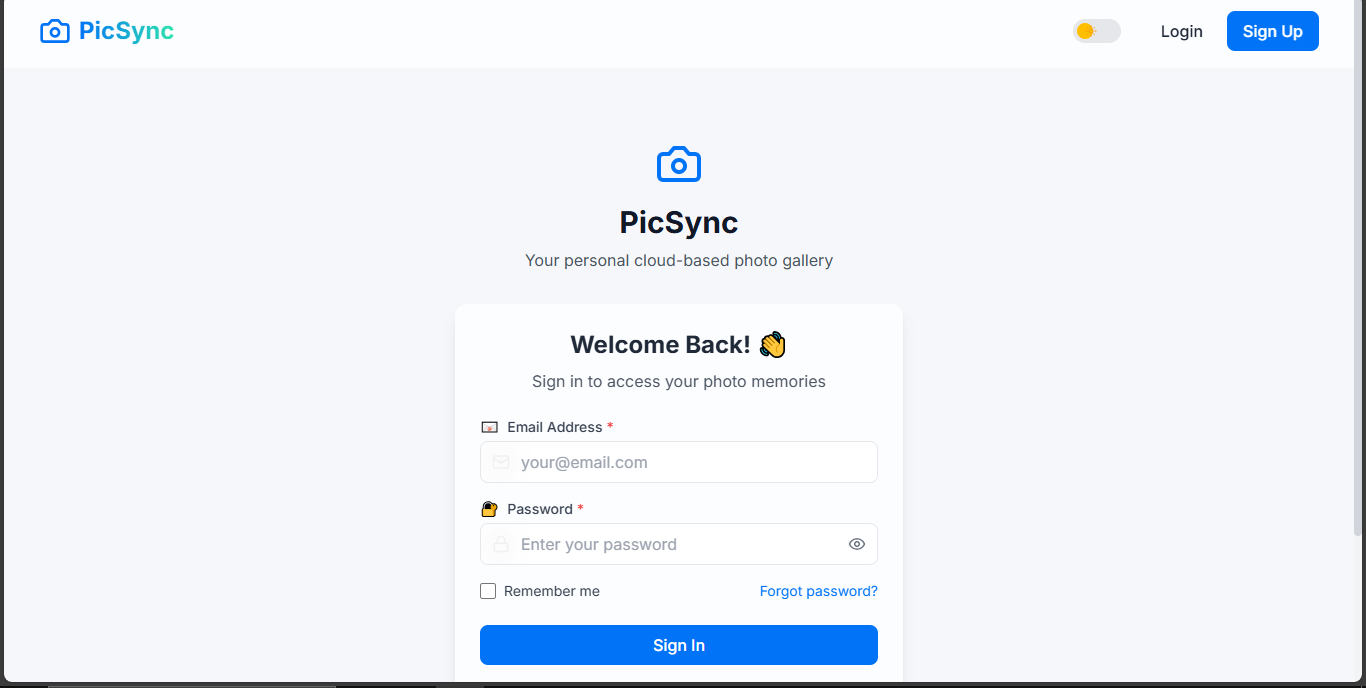 PicSync
Login
Sign Up
PicSync
Your personal cloud-based photo gallery
Welcome Back! 👋
Sign in to access your photo memories
Email Address *
your@email.com
Password *
Enter your password
Remember me
Forgot password?
Sign In